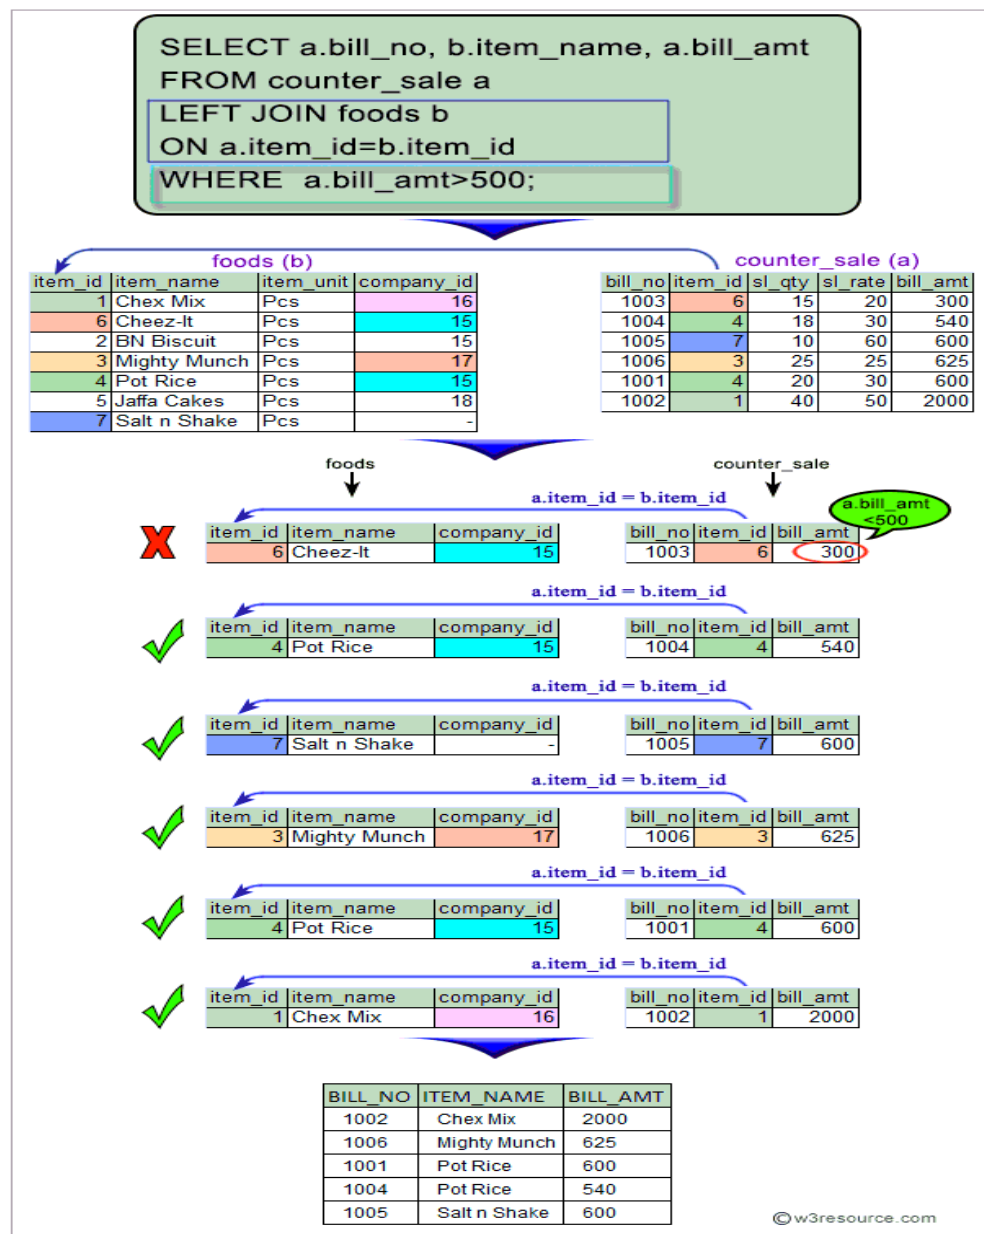 SELECT a.bill_no, b.item_name, a.bill_amt
FROM counter_sale a
LEFT JOIN foods b
ON a.item_id=b.item_id
WHERE a.bill_amt>500;
foods (b)
item_id item_name item_unit company_id
1 Chex Mix Pcs 16
6 Cheez-It Pcs 15
2 BN Biscuit Pcs 15
3 Mighty Munch Pcs 17
4 Pot Rice Pcs 15
5 Jaffa Cakes Pcs 18
7 Salt n Shake Pcs -
counter_sale (a)
bill_no item_id sl_qty sl_rate bill_amt
1003 6 15 20 300
1004 4 18 30 540
1005 7 10 60 600
1006 3 25 25 625
1001 4 20 30 600
1002 1 40 50 2000
foods
counter_sale
a.item_id = b.item_id
a.bill_amt
<500
item_id item_name company_id bill_no item_id bill_amt
6 Cheez-It 15 1003 6 300
a.item_id = b.item_id
item_id item_name company_id bill_no item_id bill_amt
4 Pot Rice 15 1004 4 540
a.item_id = b.item_id
item_id item_name company_id bill_no item_id bill_amt
7 Salt n Shake - 1005 7 600
a.item_id = b.item_id
item_id item_name company_id bill_no item_id bill_amt
3 Mighty Munch 17 1006 3 625
a.item_id = b.item_id
item_id item_name company_id bill_no item_id bill_amt
4 Pot Rice 15 1001 4 600
a.item_id = b.item_id
item_id item_name company_id bill_no item_id bill_amt
1 Chex Mix 16 1002 1 2000
BILL_NO ITEM_NAME BILL_AMT
1002 Chex Mix 2000
1006 Mighty Munch 625
1001 Pot Rice 600
1004 Pot Rice 540
1005 Salt n Shake 600
©w3resource.com